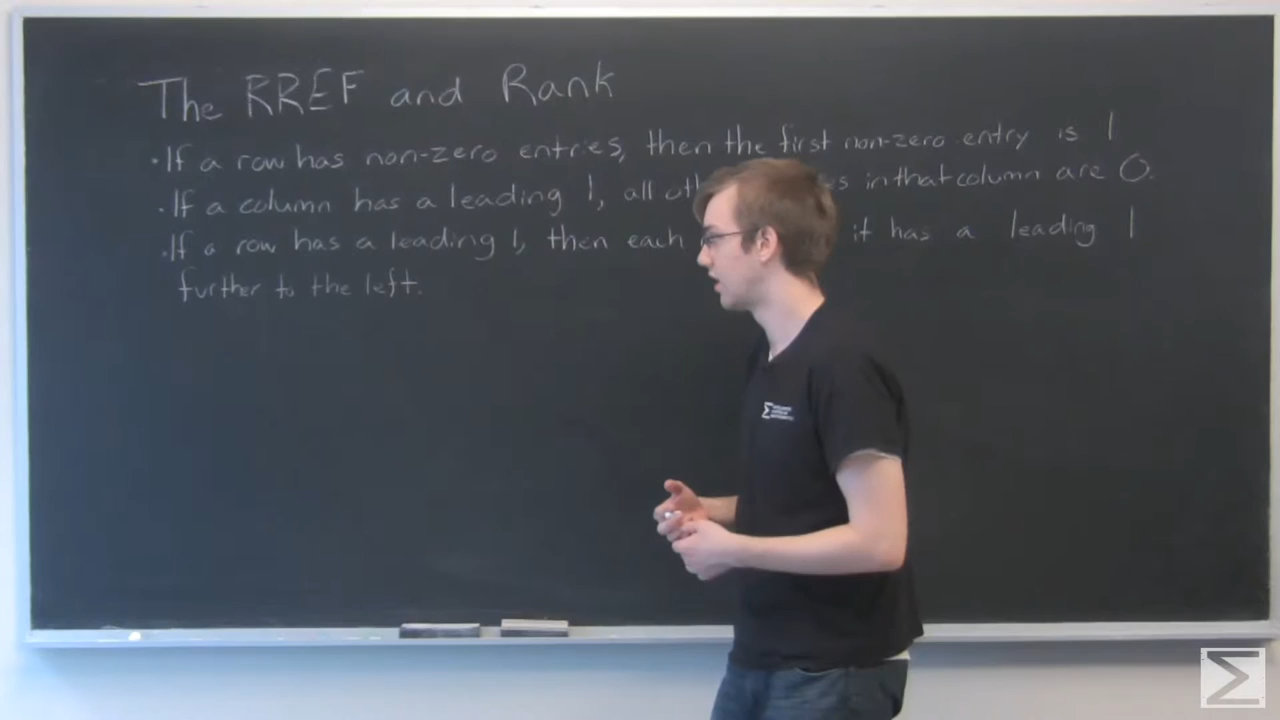 The RREF and Rank
· If a row has non-zero entries, then the first non-zero entry is 1
· If a column has a leading 1, all in that column are 0.
· If a row has a leading 1, then each it has a leading 1
further to the left.
Σ
Σ